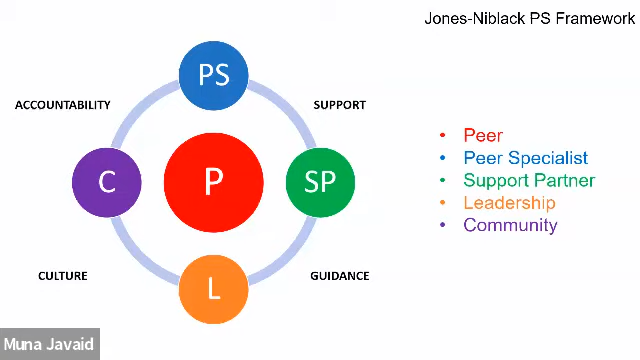 Jones-Niblack PS Framework
PS
ACCOUNTABILITY
SUPPORT
C
P
SP
CULTURE
GUIDANCE
L
• Peer
• Peer Specialist
• Support Partner
• Leadership
• Community
Muna Javaid